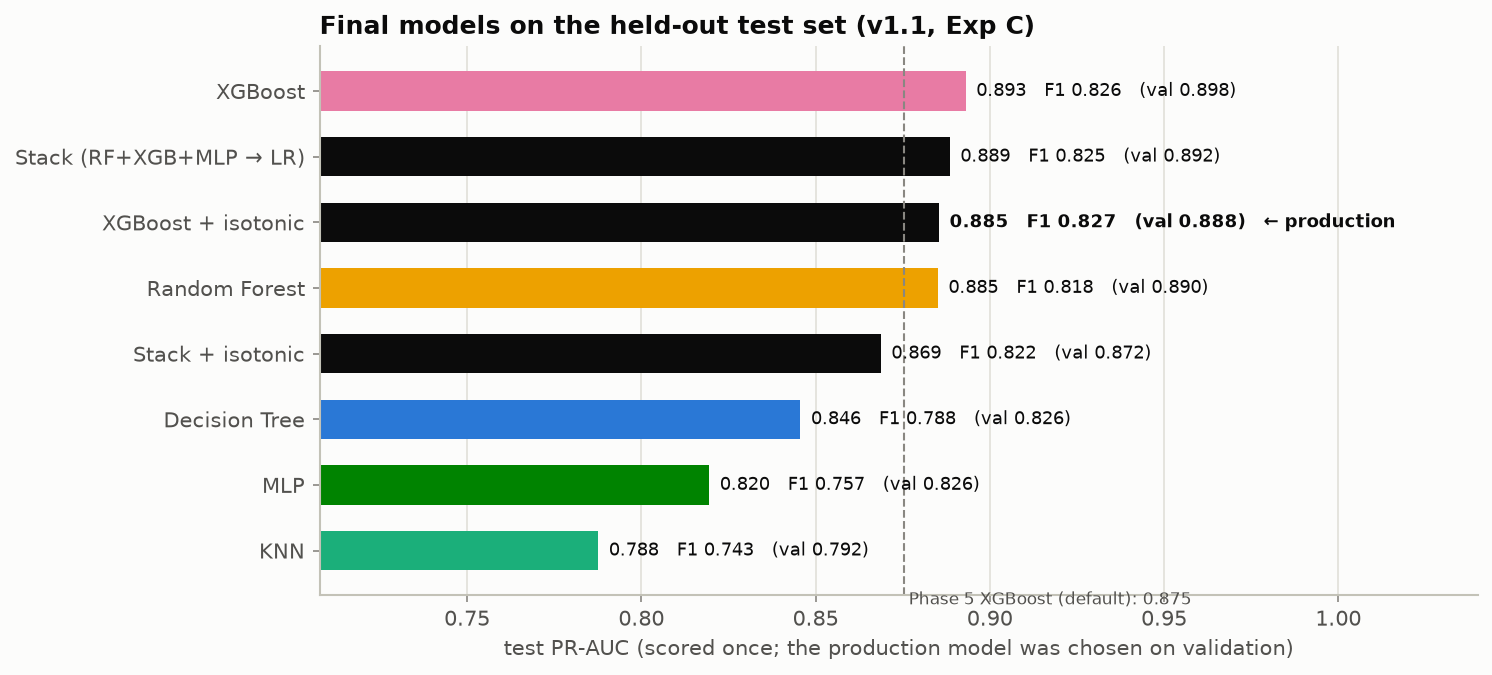 Final models on the held-out test set (v1.1, Exp C)
XGBoost 0.893 F1 0.826 (val 0.898)
Stack (RF+XGB+MLP → LR) 0.889 F1 0.825 (val 0.892)
XGBoost + isotonic 0.885 F1 0.827 (val 0.888) ← production
Random Forest 0.885 F1 0.818 (val 0.890)
Stack + isotonic 0.869 F1 0.822 (val 0.872)
Decision Tree 0.846 F1 0.788 (val 0.826)
MLP 0.820 F1 0.757 (val 0.826)
KNN 0.788 F1 0.743 (val 0.792)
Phase 5 XGBoost (default): 0.875
0.75 0.80 0.85 0.90 0.95 1.00
test PR-AUC (scored once; the production model was chosen on validation)